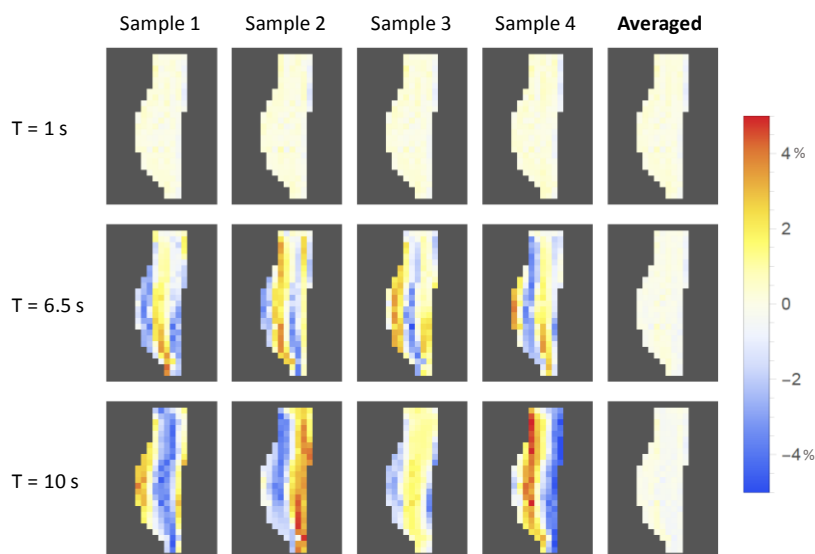 Sample 1 Sample 2 Sample 3 Sample 4 Averaged
T = 1 s
T = 6.5 s
T = 10 s
4%
2
0
−2
−4%